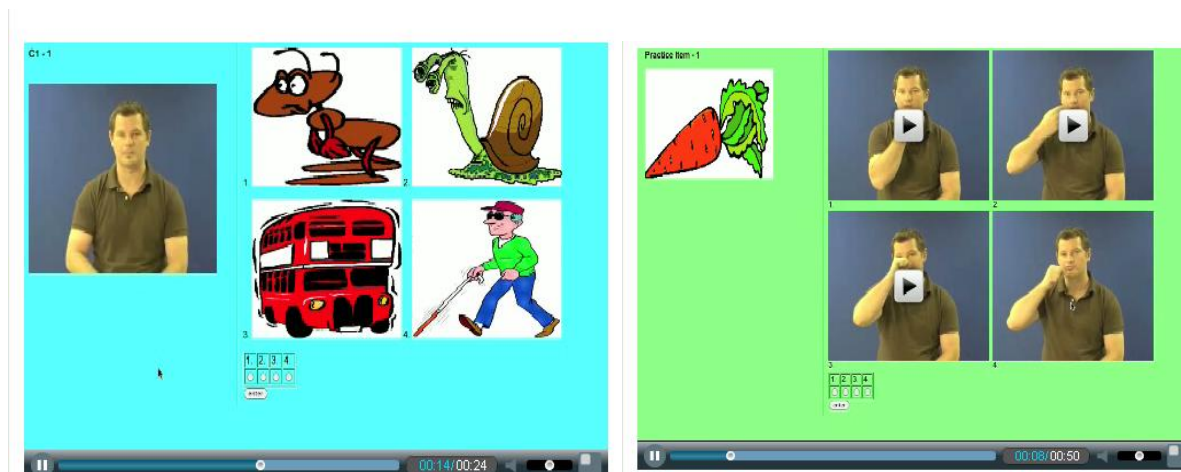 C1 - 1
1.
2.
3.
4.
1. 2. 3. 4.
enter
00:14/00:24
Practice Item - 1
1
2
3
4
1 2 3 4
enter
00:08/00:50